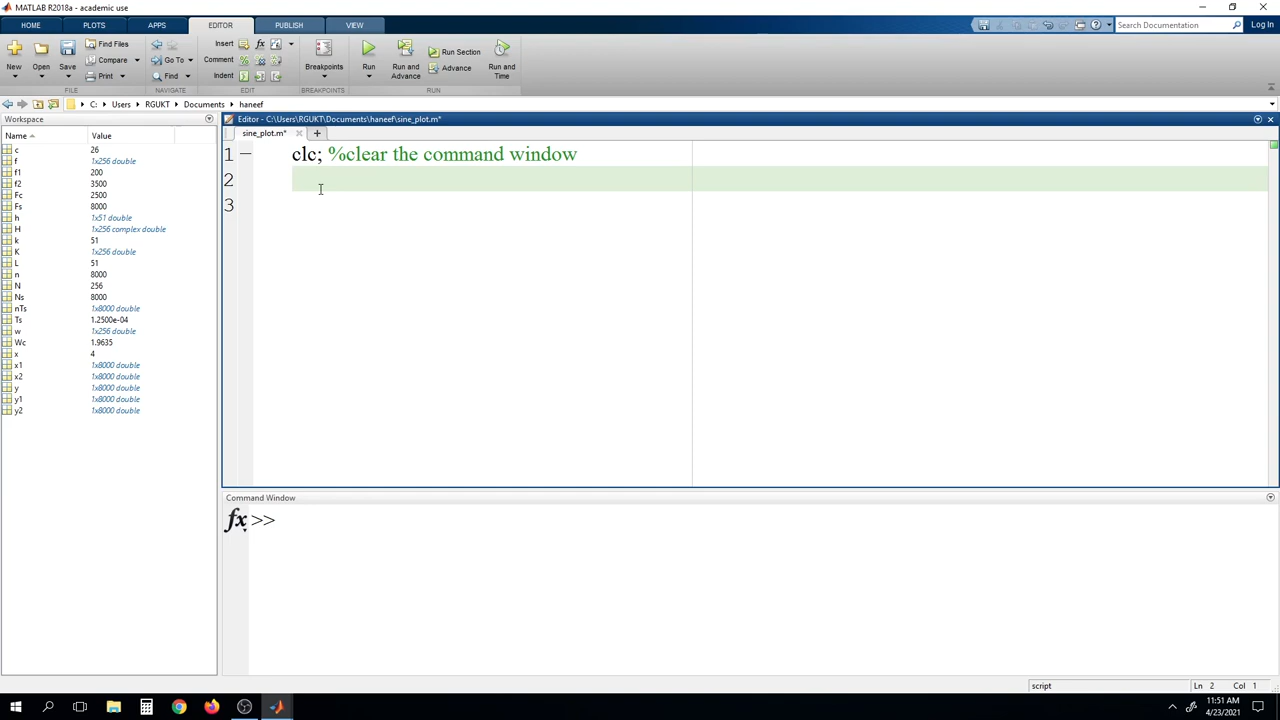 MATLAB R2018a - academic use
HOME PLOTS APPS EDITOR PUBLISH VIEW Search Documentation Log In
Find Files Insert fx Run Section
Compare Go To Comment Advance
New Open Save Print Find Indent Breakpoints Run Run and Advance Run and Time
FILE NAVIGATE EDIT BREAKPOINTS RUN
C: Users RGUKT Documents haneef
Workspace
Name Value
c 26
f 1x256 double
f1 200
f2 3500
Fc 2500
Fs 8000
h 1x51 double
H 1x256 complex double
k 51
K 1x256 double
L 51
n 8000
N 256
Ns 8000
nTs 1x8000 double
Ts 1.2500e-04
w 1x256 double
Wc 1.9635
x 4
x1 1x8000 double
x2 1x8000 double
y 1x8000 double
y1 1x8000 double
y2 1x8000 double
Editor - C:\Users\RGUKT\Documents\haneef\sine_plot.m*
sine_plot.m*
1 clc; %clear the command window
2
3
Command Window
fx >>
script Ln 2 Col 1
11:51 AM
4/23/2021